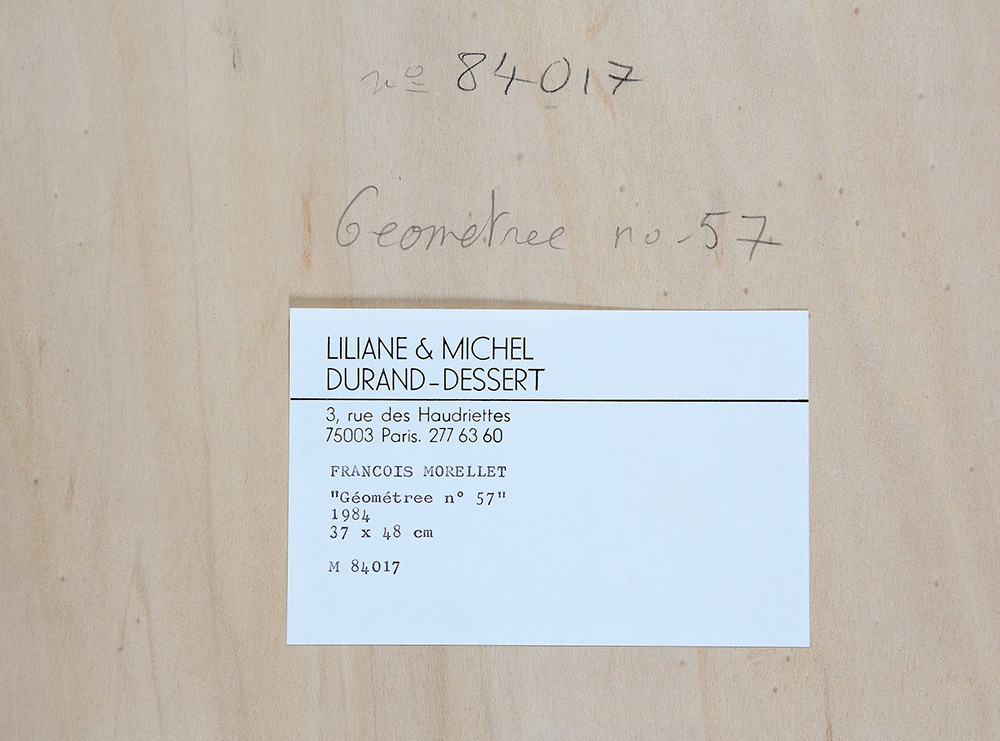 nº 84017
Geométree no-57
LILIANE & MICHEL
DURAND-DESSERT
3, rue des Haudriettes
75003 Paris. 277 63 60
FRANCOIS MORELLET
"Géométree n° 57"
1984
37 x 48 cm
M 84017